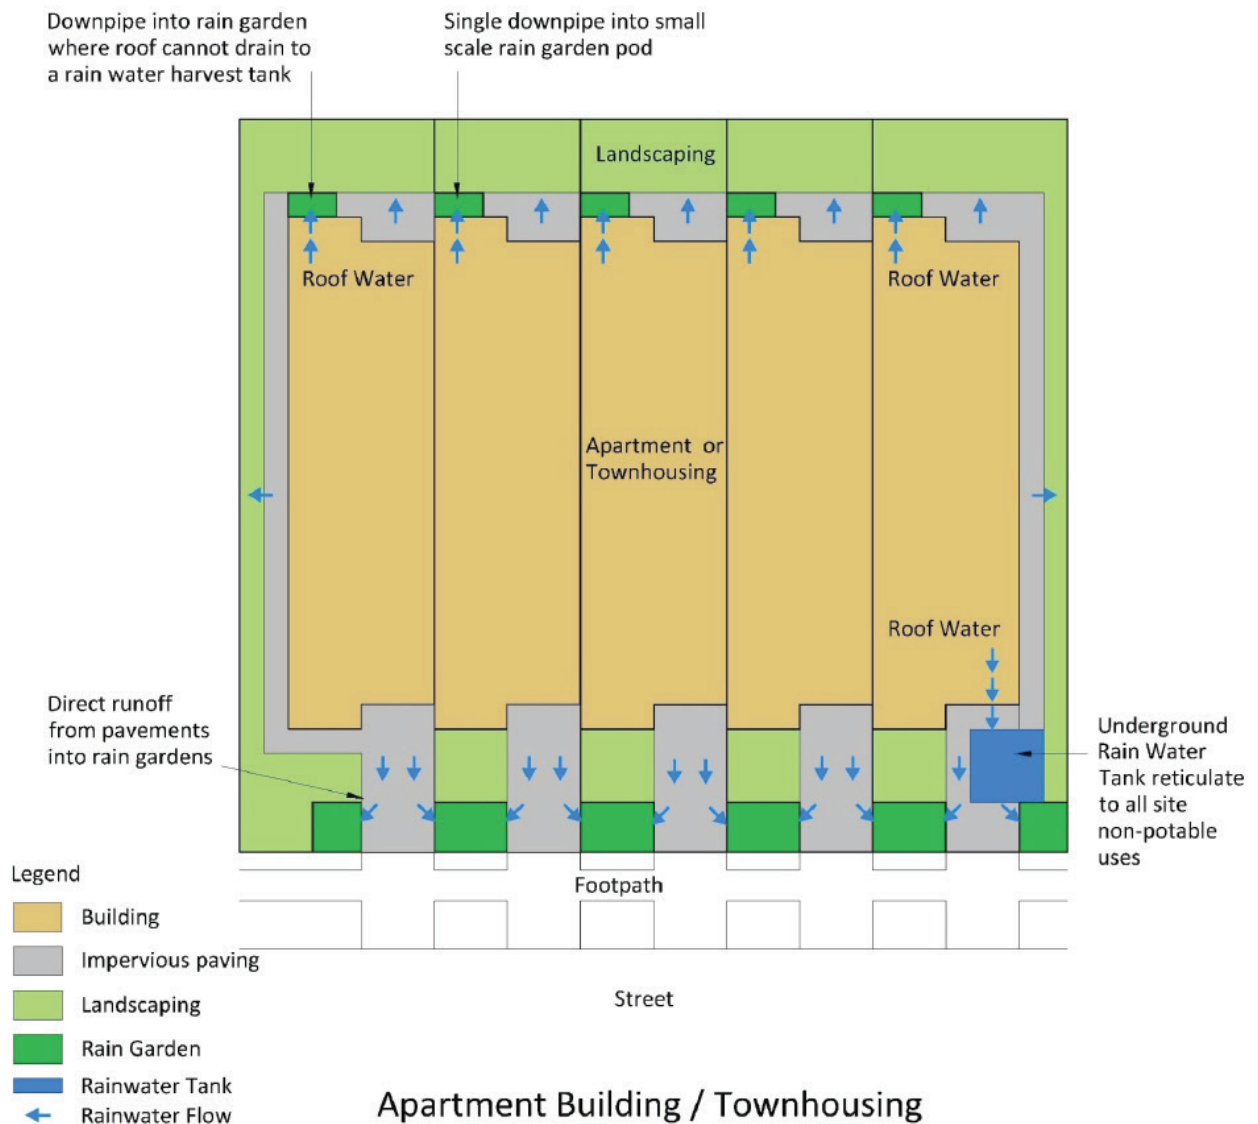 Downpipe into rain garden
where roof cannot drain to
a rain water harvest tank
Single downpipe into small
scale rain garden pod
Landscaping
Roof Water
Roof Water
Apartment or
Townhousing
Roof Water
Direct runoff
from pavements
into rain gardens
Underground
Rain Water
Tank reticulate
to all site
non-potable
uses
Footpath
Street
Legend
Building
Impervious paving
Landscaping
Rain Garden
Rainwater Tank
Rainwater Flow
Apartment Building / Townhousing